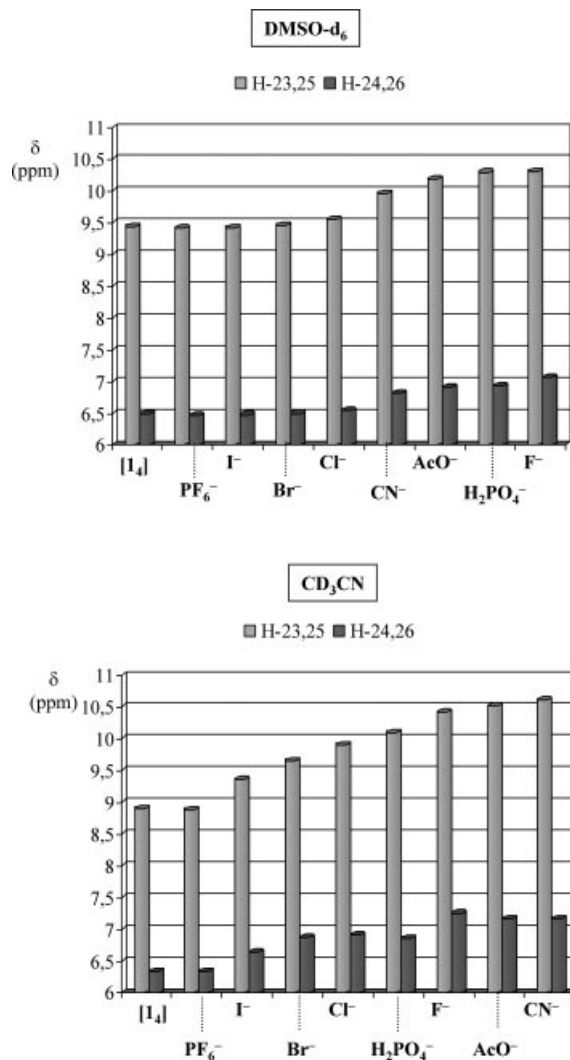 DMSO-d₆
H-23,25 H-24,26
δ
(ppm)
11
10,5
10
9,5
9
8,5
8
7,5
7
6,5
6
[1₄] I⁻ Cl⁻ AcO⁻ F⁻
PF₆⁻ Br⁻ CN⁻ H₂PO₄⁻
CD₃CN
H-23,25 H-24,26
δ
(ppm)
11
10,5
10
9,5
9
8,5
8
7,5
7
6,5
6
[1₄] I⁻ Cl⁻ F⁻ CN⁻
PF₆⁻ Br⁻ H₂PO₄⁻ AcO⁻